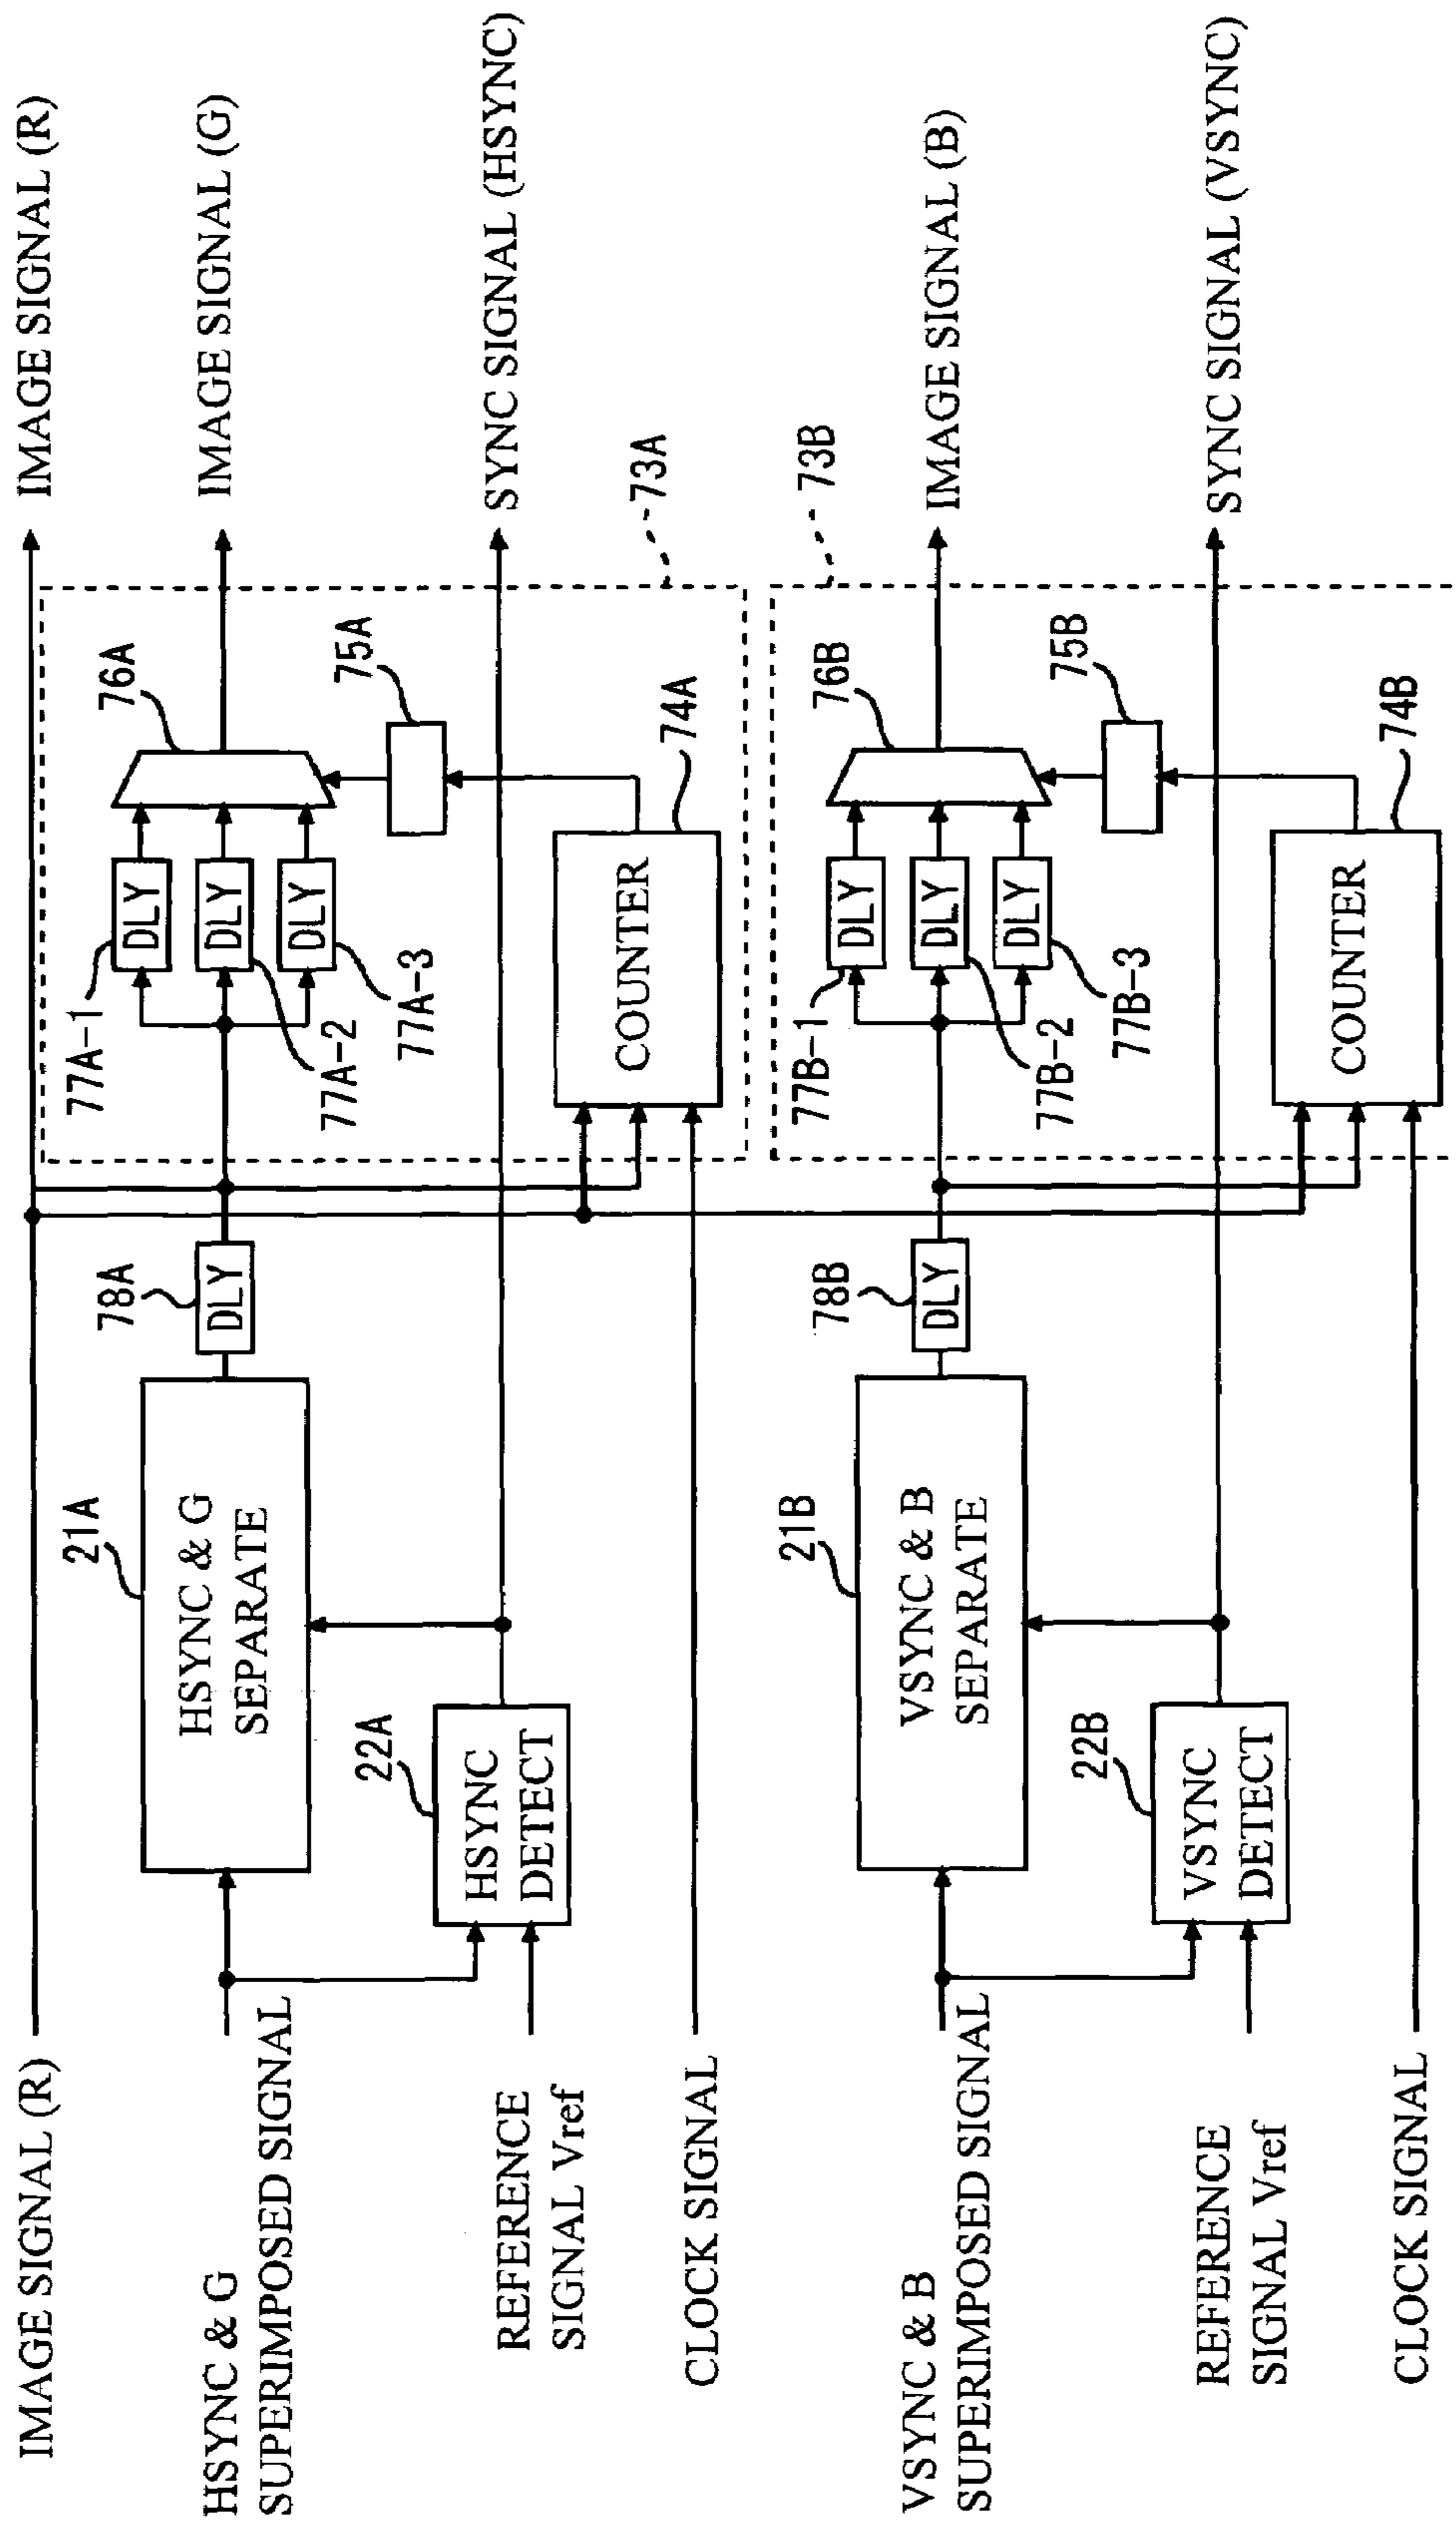 IMAGE SIGNAL (R)
IMAGE SIGNAL (R)
HSYNC & G
SUPERIMPOSED SIGNAL
21A
HSYNC & G
SEPARATE
78A
DLY
77A-1
DLY
77A-2
DLY
77A-3
DLY
76A
IMAGE SIGNAL (G)
75A
REFERENCE
SIGNAL Vref
22A
HSYNC
DETECT
SYNC SIGNAL (HSYNC)
CLOCK SIGNAL
COUNTER
74A
73A
VSYNC & B
SUPERIMPOSED SIGNAL
21B
VSYNC & B
SEPARATE
78B
DLY
77B-1
DLY
77B-2
DLY
77B-3
DLY
76B
73B
IMAGE SIGNAL (B)
75B
REFERENCE
SIGNAL Vref
22B
VSYNC
DETECT
SYNC SIGNAL (VSYNC)
CLOCK SIGNAL
COUNTER
74B